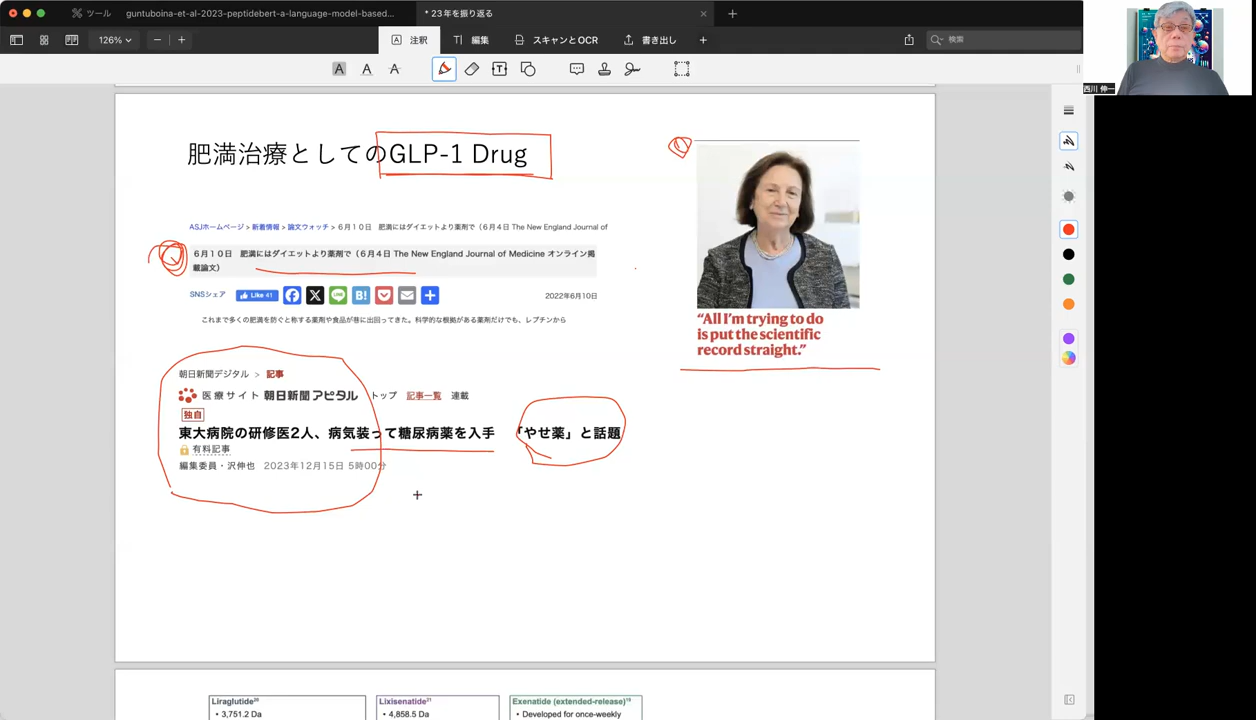 ツール
guntuboina-et-al-2023-peptidebert-a-language-model-based...
* 23年を振り返る
126%
注釈
編集
スキャンとOCR
書き出し
検索
西川 伸一
肥満治療としてのGLP-1 Drug
ASJホームページ > 新着情報 > 論文ウォッチ > 6月10日 肥満にはダイエットより薬剤で（6月4日 The New England Journal of
6月10日 肥満にはダイエットより薬剤で（6月4日 The New England Journal of Medicine オンライン掲
載論文）
SNSシェア
Like 41
2022年6月10日
これまで多くの肥満を防ぐと称する薬剤や食品が巷に出回ってきた。科学的な根拠がある薬剤だけでも、レプチンから
“All I’m trying to do
is put the scientific
record straight.”
朝日新聞デジタル > 記事
医療サイト 朝日新聞アピタル トップ 記事一覧 連載
独自
東大病院の研修医2人、病気装って糖尿病薬を入手 「やせ薬」と話題
有料記事
編集委員・沢伸也 2023年12月15日 5時00分
Liraglutide²⁰
• 3,751.2 Da
Lixisenatide²¹
• 4,858.5 Da
Exenatide (extended-release)¹⁹
• Developed for once-weekly